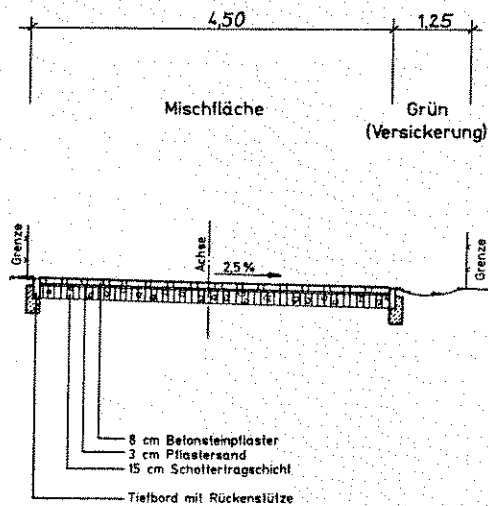 4,50 1,25
Mischfläche Grün
(Versickerung)
Grenze
Achse
2,5%
Grenze
8 cm Betonsteinpflaster
3 cm Pflastersand
15 cm Schottertragschicht
Tiefbord mit Rückenstütze